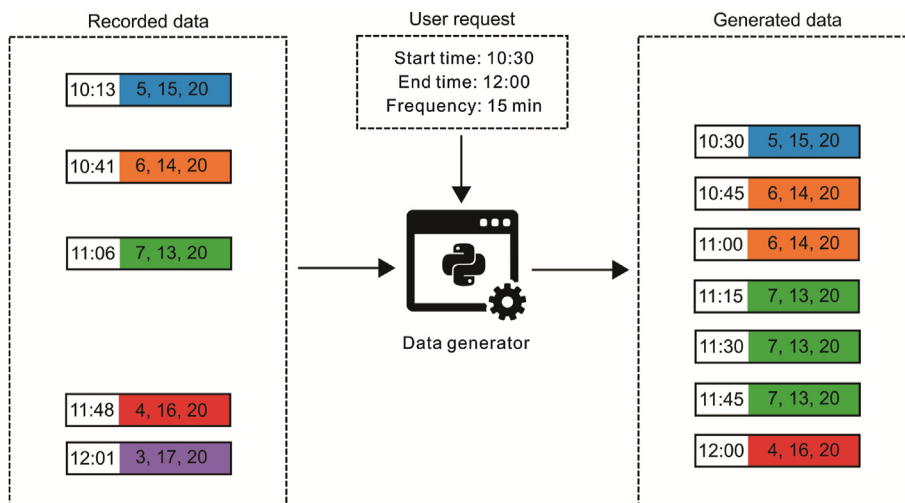 Recorded data
10:13 5, 15, 20
10:41 6, 14, 20
11:06 7, 13, 20
11:48 4, 16, 20
12:01 3, 17, 20
User request
Start time: 10:30
End time: 12:00
Frequency: 15 min
Data generator
Generated data
10:30 5, 15, 20
10:45 6, 14, 20
11:00 6, 14, 20
11:15 7, 13, 20
11:30 7, 13, 20
11:45 7, 13, 20
12:00 4, 16, 20